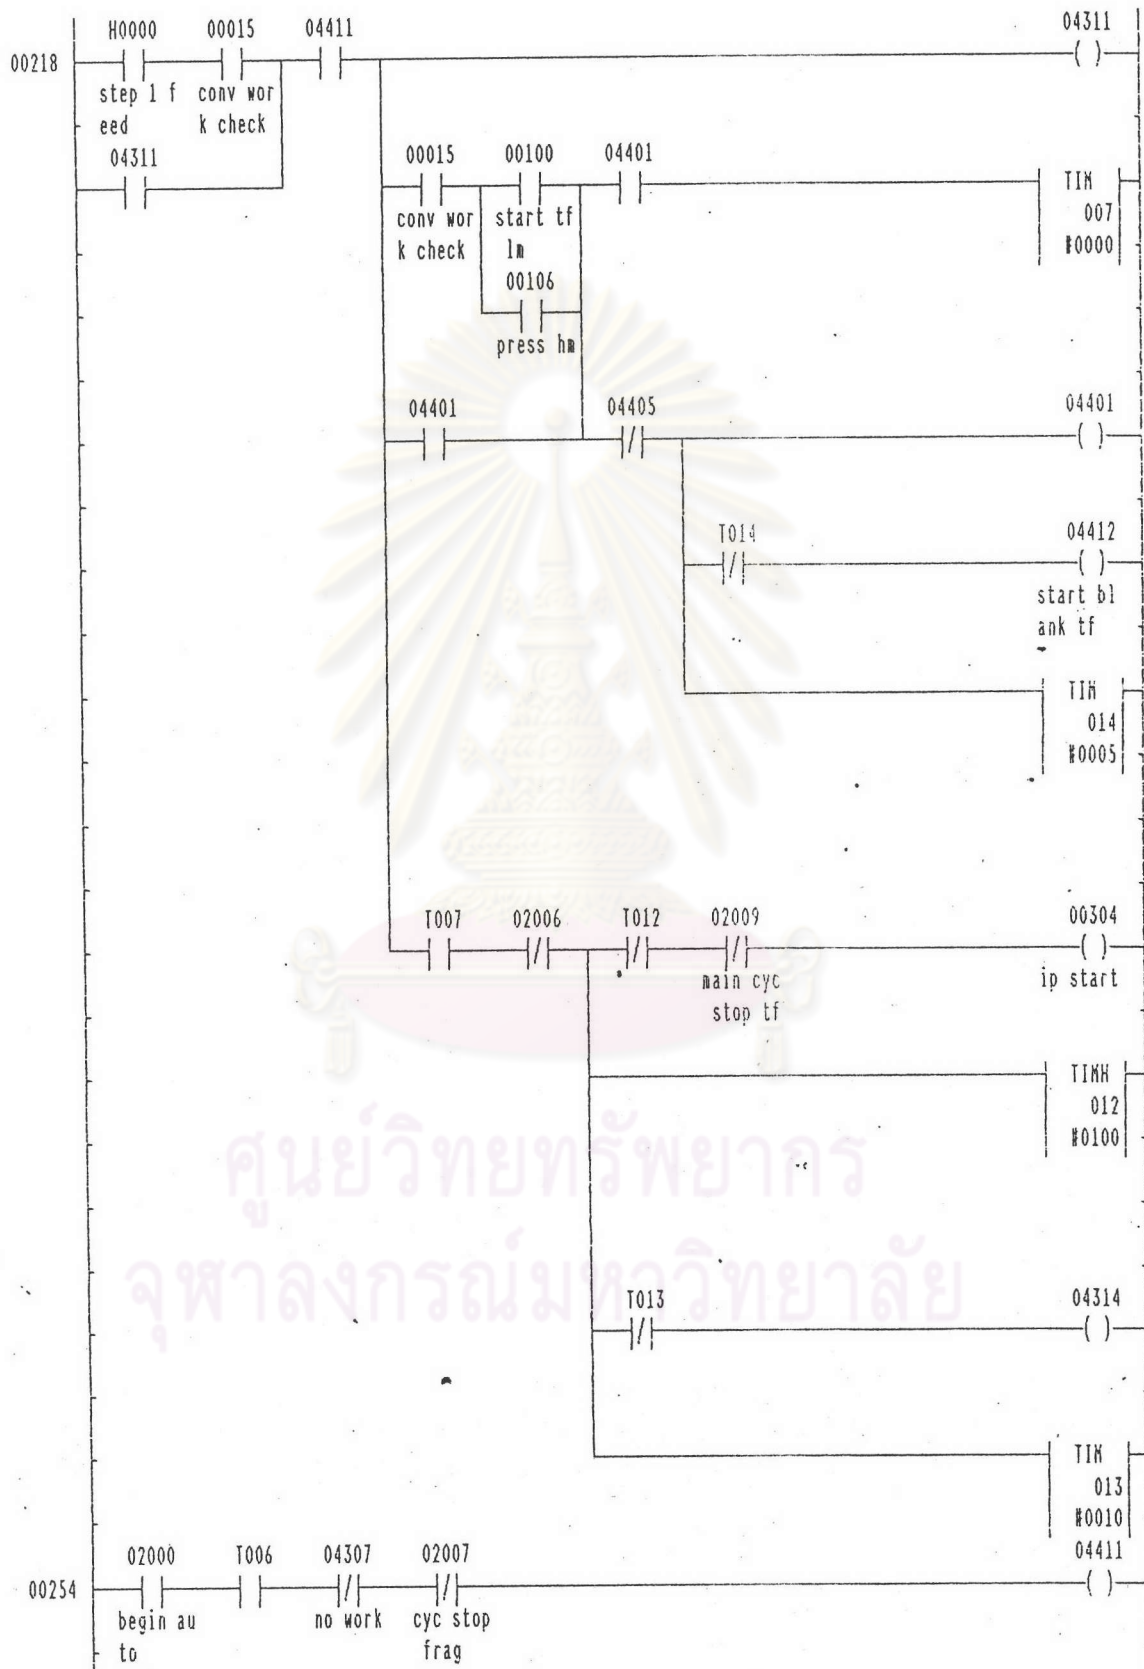 H0000 00015 04411 04311
00218
step 1 f conv wor
eed k check
04311
00015 00100 04401
TIM
007
#0000
conv wor start tf
k check lm
00106
press hm
04401 04405 04401
T014 04412
start bl
ank tf
TIM
014
#0005
T007 02006 T012 02009 00304
main cyc ip start
stop tf
TIMH
012
#0100
ศูนย์วิทยทรัพยากร
จุฬาลงกรณ์มหาวิทยาลัย
T013 04314
TIM
013
#0010
02000 T006 04307 02007 04411
00254
begin au no work cyc stop
to frag